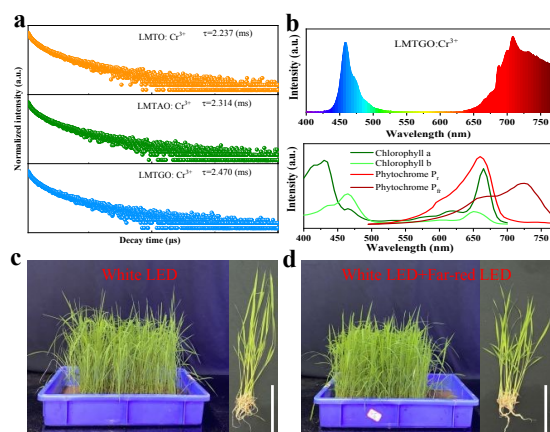 a
LMTO: Cr³⁺ τ=2.237 (ms)
LMTAO: Cr³⁺ τ=2.314 (ms)
LMTGO: Cr³⁺ τ=2.470 (ms)
Normalized intensity (a.u.)
Decay time (μs)
b
LMTGO:Cr³⁺
Intensity (a.u.)
400 450 500 550 600 650 700 750
Wavelength (nm)
Chlorophyll a
Chlorophyll b
Phytochrome Pᵣ
Phytochrome P_fr
Intensity (a.u.)
400 450 500 550 600 650 700 750
Wavelength (nm)
c
White LED
d
White LED+Far-red LED